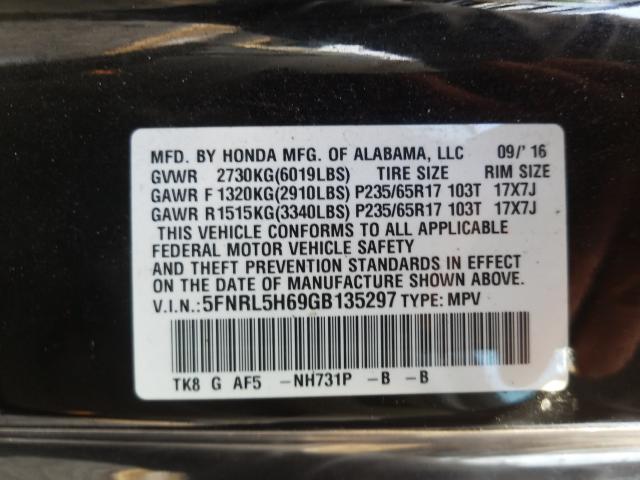 MFD. BY HONDA MFG. OF ALABAMA, LLC 09/'16
GVWR 2730KG(6019LBS) TIRE SIZE RIM SIZE
GAWR F 1320KG(2910LBS) P235/65R17 103T 17X7J
GAWR R1515KG(3340LBS) P235/65R17 103T 17X7J
THIS VEHICLE CONFORMS TO ALL APPLICABLE
FEDERAL MOTOR VEHICLE SAFETY
AND THEFT PREVENTION STANDARDS IN EFFECT
ON THE DATE OF MANUFACTURE SHOWN ABOVE.
V.I.N.:5FNRL5H69GB135297 TYPE: MPV
TK8 G AF5 -NH731P -B -B